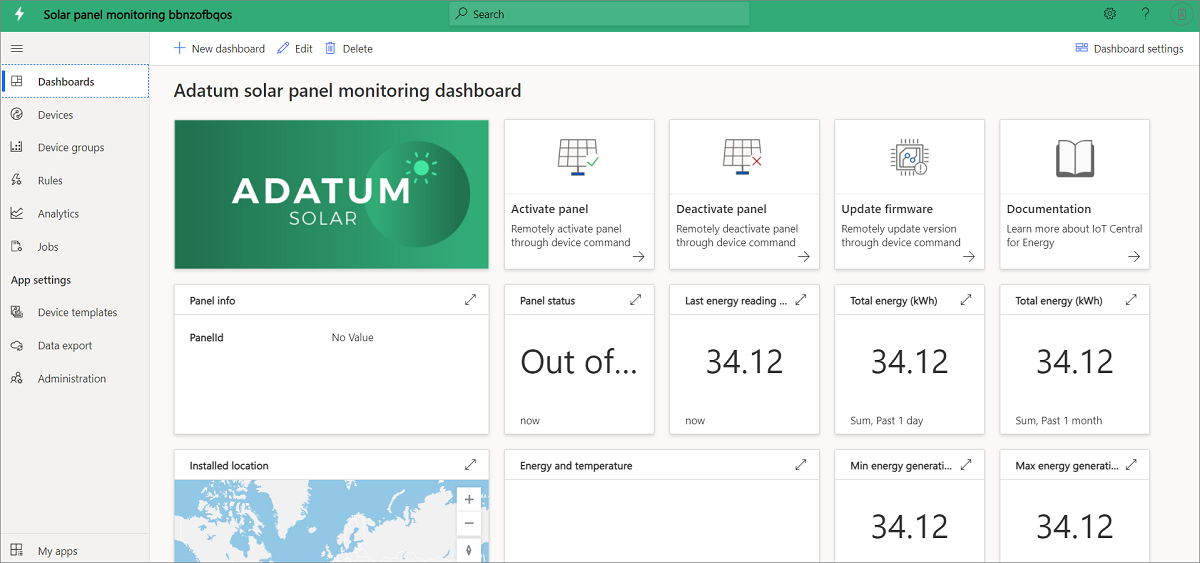 Solar panel monitoring bbnzofbqos
Search
?
New dashboard
Edit
Delete
Dashboard settings
Dashboards
Devices
Device groups
Rules
Analytics
Jobs
App settings
Device templates
Data export
Administration
My apps
Adatum solar panel monitoring dashboard
ADATUM
SOLAR
Activate panel
Remotely activate panel
through device command
Deactivate panel
Remotely deactivate panel
through device command
Update firmware
Remotely update version
through device command
Documentation
Learn more about IoT Central
for Energy
Panel info
PanelId No Value
Panel status
Out of...
now
Last energy reading ...
34.12
now
Total energy (kWh)
34.12
Sum, Past 1 day
Total energy (kWh)
34.12
Sum, Past 1 month
Installed location
Energy and temperature
Min energy generati...
34.12
Max energy generati...
34.12